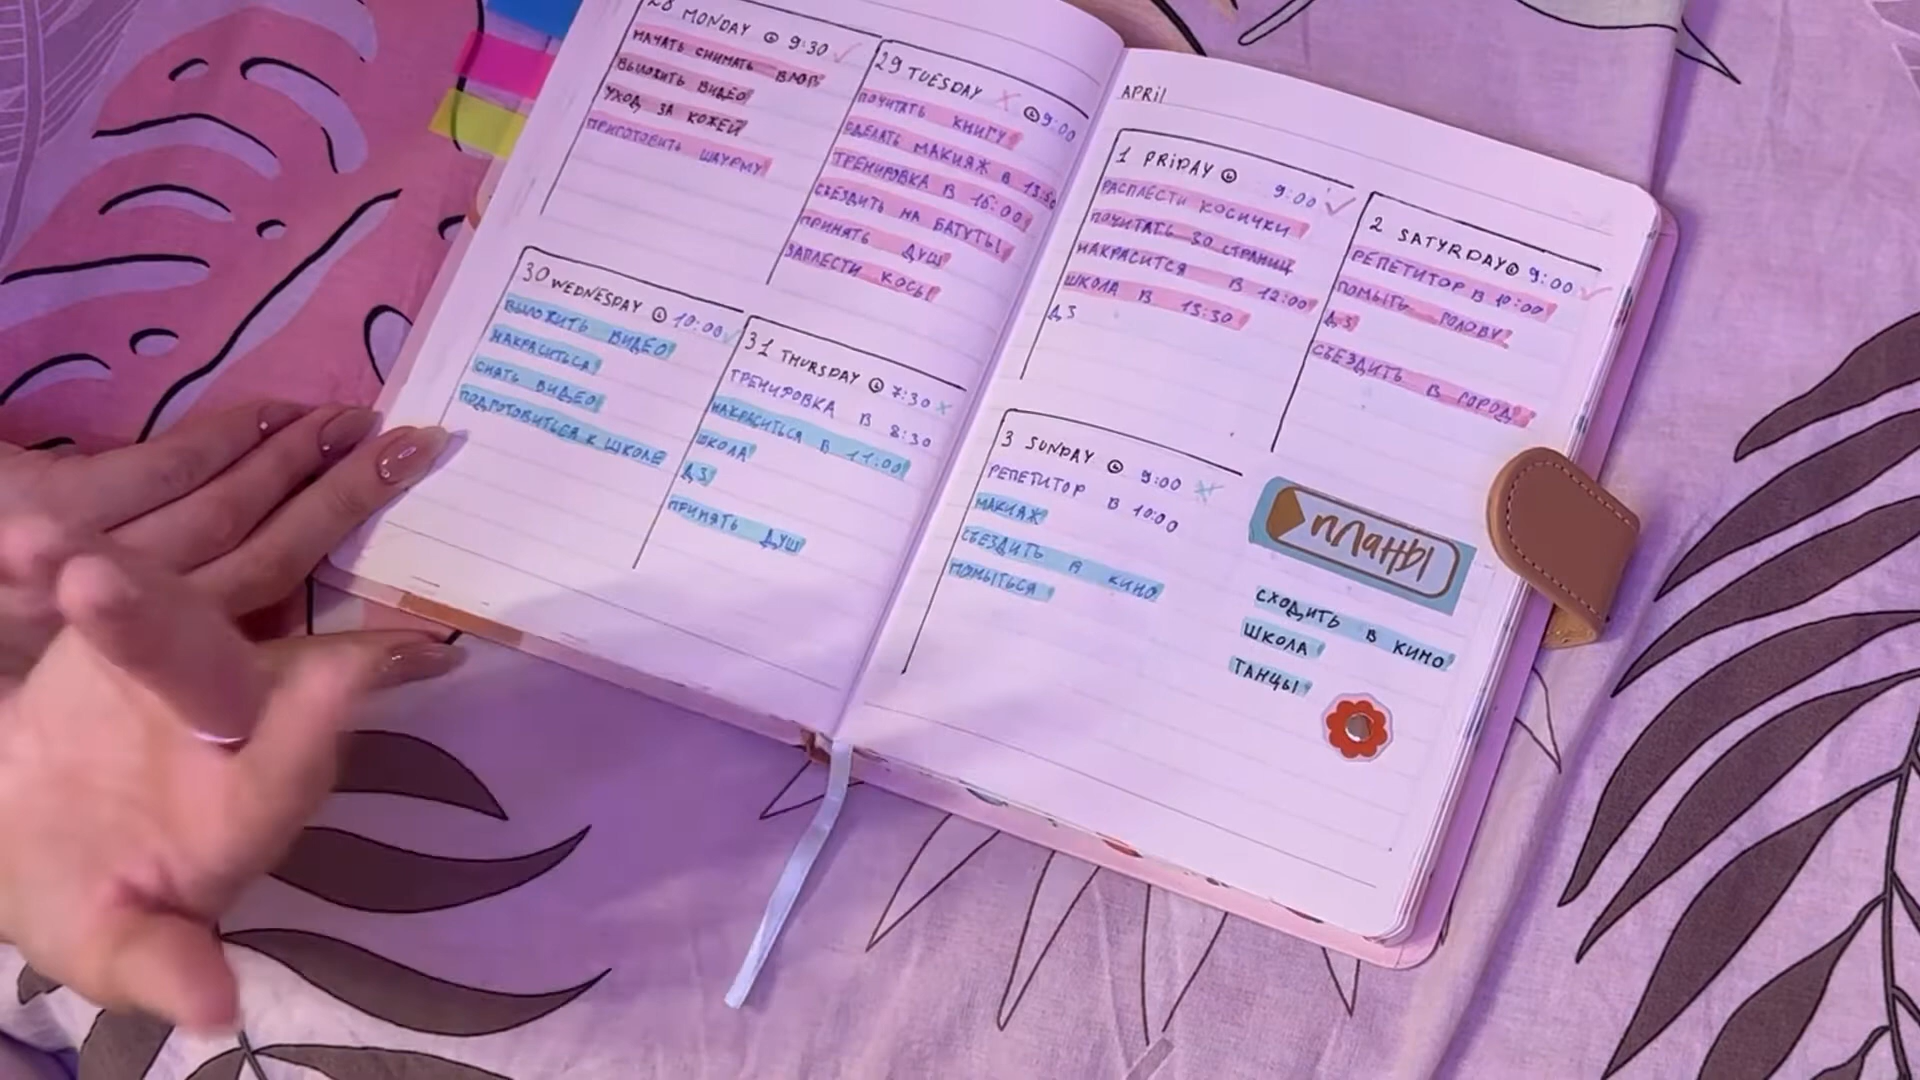 28 MONDAY 9:30
НАЧАТЬ СНИМАТЬ ВЛОГ
ВЫЛОЖИТЬ ВИДЕО
УХОД ЗА КОЖЕЙ
ПРИГОТОВИТЬ ШАУРМУ
29 TUESDAY 9:00
ПОЧИТАТЬ КНИГУ
СДЕЛАТЬ МАКИЯЖ В 13:30
ТРЕНИРОВКА В 16:00
СЪЕЗДИТЬ НА БАТУТЫ
ПРИНЯТЬ ДУШ
ЗАПЛЕСТИ КОСЫ
30 WEDNESDAY 10:00
ВЫЛОЖИТЬ ВИДЕО
НАКРАСИТЬСЯ
СНЯТЬ ВИДЕО
ПОДГОТОВИТЬСЯ К ШКОЛЕ
31 THURSDAY 7:30
ТРЕНИРОВКА В 8:30
НАКРАСИТЬСЯ В 11:00
ШКОЛА
ДЗ
ПРИНЯТЬ ДУШ
APRil
1 PRiDAY 9:00
РАСПЛЕСТИ КОСИЧКИ
ПОЧИТАТЬ 30 СТРАНИЦ
НАКРАСИТСЯ В 12:00
ШКОЛА В 13:30
ДЗ
2 SATYRDAY 9:00
РЕПЕТИТОР В 10:00
ПОМЫТЬ ГОЛОВУ
ДЗ
СЪЕЗДИТЬ В ГОРОД
3 SUNDAY 9:00
РЕПЕТИТОР В 10:00
МАКИЯЖ
СЪЕЗДИТЬ В КИНО
ПОМЫТЬСЯ
ПЛАНЫ
СХОДИТЬ В КИНО
ШКОЛА
ТАНЦЫ